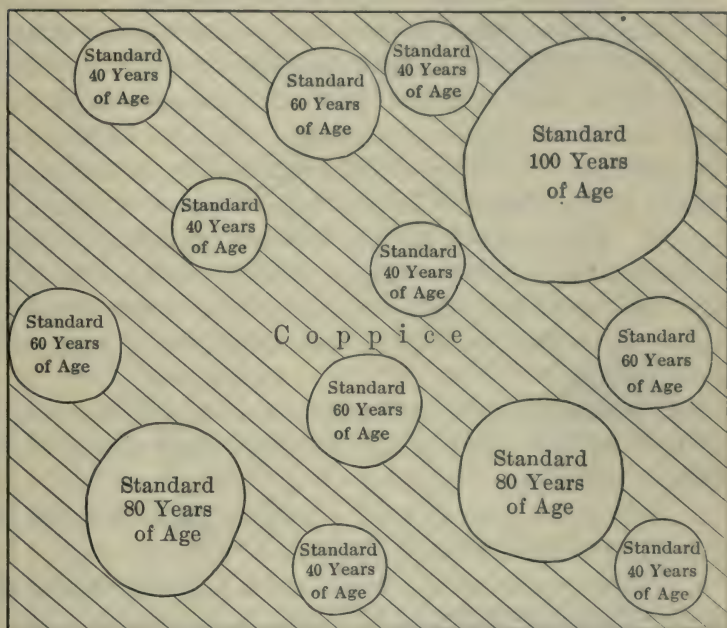 Standard
40 Years
of Age
Standard
60 Years
of Age
Standard
40 Years
of Age
Standard
100 Years
of Age
Standard
40 Years
of Age
Standard
40 Years
of Age
Coppice
Standard
60 Years
of Age
Standard
60 Years
of Age
Standard
60 Years
of Age
Standard
80 Years
of Age
Standard
80 Years
of Age
Standard
40 Years
of Age
Standard
40 Years
of Age